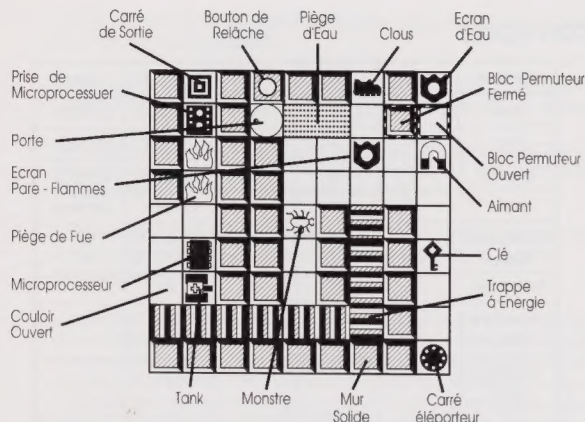 Carré
de Sortie
Bouton de
Relâche
Piège
d'Eau
Clous
Ecran
d'Eau
Prise de
Microprocessuer
Bloc Permuteur
Fermé
Porte
Bloc Permuteur
Ouvert
Ecran
Pare - Flammes
Aimant
Piège de Fue
Clé
Microprocesseur
Trappe
á Energie
Couloir
Ouvert
Tank
Monstre
Mur
Solide
Carré
éléporteur